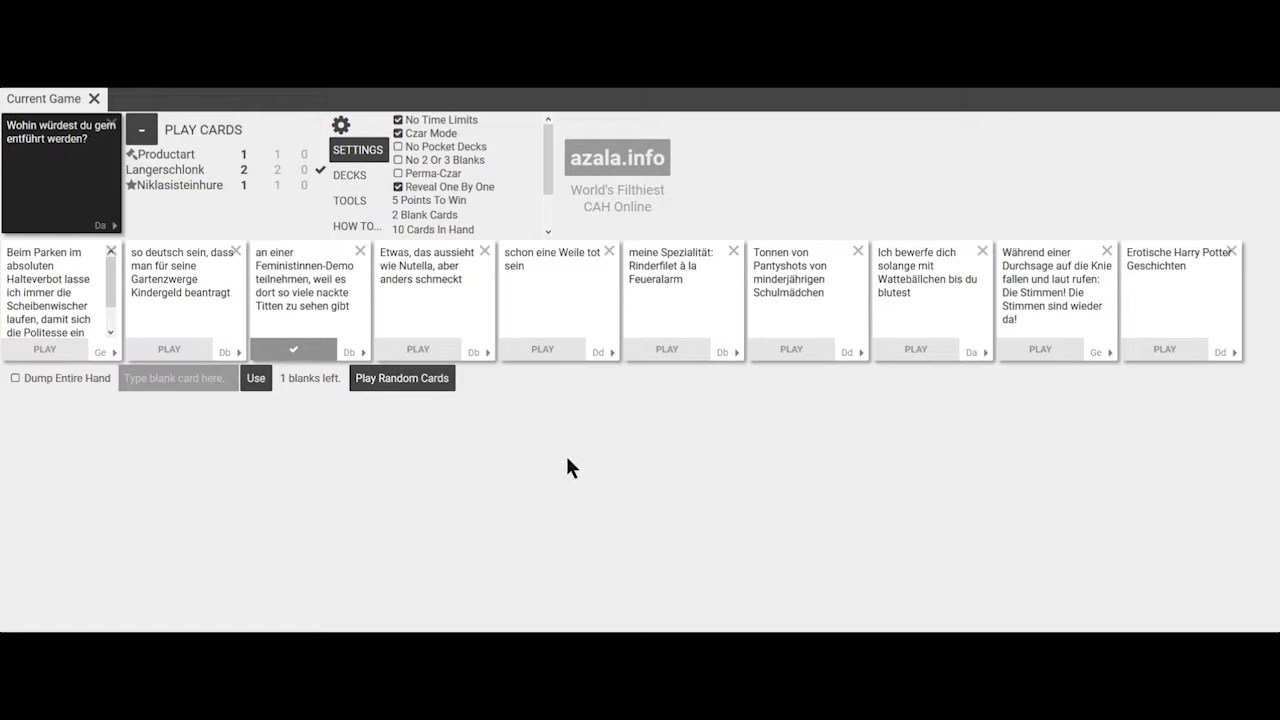 Current Game
Wohin würdest du gern
entführt werden?
Da
-
PLAY CARDS
Productart 1 1 0
Langerschlonk 2 2 0
Niklasisteinhure 1 1 0
SETTINGS
DECKS
TOOLS
HOW TO...
No Time Limits
Czar Mode
No Pocket Decks
No 2 Or 3 Blanks
Perma-Czar
Reveal One By One
5 Points To Win
2 Blank Cards
10 Cards In Hand
azala.info
World's Filthiest
CAH Online
Beim Parken im
absoluten
Halteverbot lasse
ich immer die
Scheibenwischer
laufen, damit sich
die Politesse ein
PLAY
Ge
so deutsch sein, dass
man für seine
Gartenzwerge
Kindergeld beantragt
PLAY
Db
an einer
Feministinnen-Demo
teilnehmen, weil es
dort so viele nackte
Titten zu sehen gibt
Db
Etwas, das aussieht
wie Nutella, aber
anders schmeckt
PLAY
Db
schon eine Weile tot
sein
PLAY
Dd
meine Spezialität:
Rinderfilet à la
Feueralarm
PLAY
Db
Tonnen von
Pantyshots von
minderjährigen
Schulmädchen
PLAY
Dd
Ich bewerfe dich
solange mit
Wattebällchen bis du
blutest
PLAY
Da
Während einer
Durchsage auf die Knie
fallen und laut rufen:
Die Stimmen! Die
Stimmen sind wieder
da!
PLAY
Ge
Erotische Harry Potter
Geschichten
PLAY
Dd
Dump Entire Hand
Type blank card here.
Use
1 blanks left.
Play Random Cards